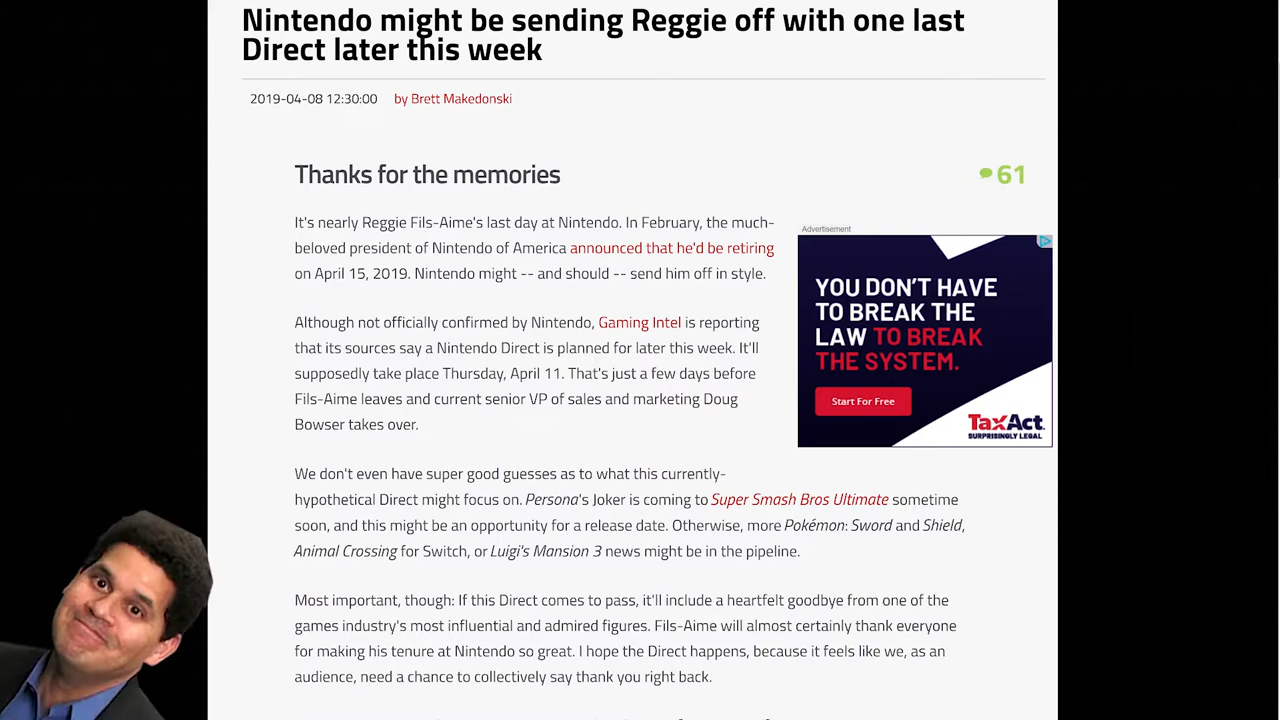 Nintendo might be sending Reggie off with one last
Direct later this week
2019-04-08 12:30:00 by Brett Makedonski
Thanks for the memories
61
It's nearly Reggie Fils-Aime's last day at Nintendo. In February, the much-
beloved president of Nintendo of America announced that he'd be retiring
on April 15, 2019. Nintendo might -- and should -- send him off in style.
Although not officially confirmed by Nintendo, Gaming Intel is reporting
that its sources say a Nintendo Direct is planned for later this week. It'll
supposedly take place Thursday, April 11. That's just a few days before
Fils-Aime leaves and current senior VP of sales and marketing Doug
Bowser takes over.
Advertisement
YOU DON'T HAVE
TO BREAK THE
LAW TO BREAK
THE SYSTEM.
Start For Free
TaxAct.
SURPRISINGLY LEGAL
We don't even have super good guesses as to what this currently-
hypothetical Direct might focus on. Persona's Joker is coming to Super Smash Bros Ultimate sometime
soon, and this might be an opportunity for a release date. Otherwise, more Pokémon: Sword and Shield,
Animal Crossing for Switch, or Luigi's Mansion 3 news might be in the pipeline.
Most important, though: If this Direct comes to pass, it'll include a heartfelt goodbye from one of the
games industry's most influential and admired figures. Fils-Aime will almost certainly thank everyone
for making his tenure at Nintendo so great. I hope the Direct happens, because it feels like we, as an
audience, need a chance to collectively say thank you right back.